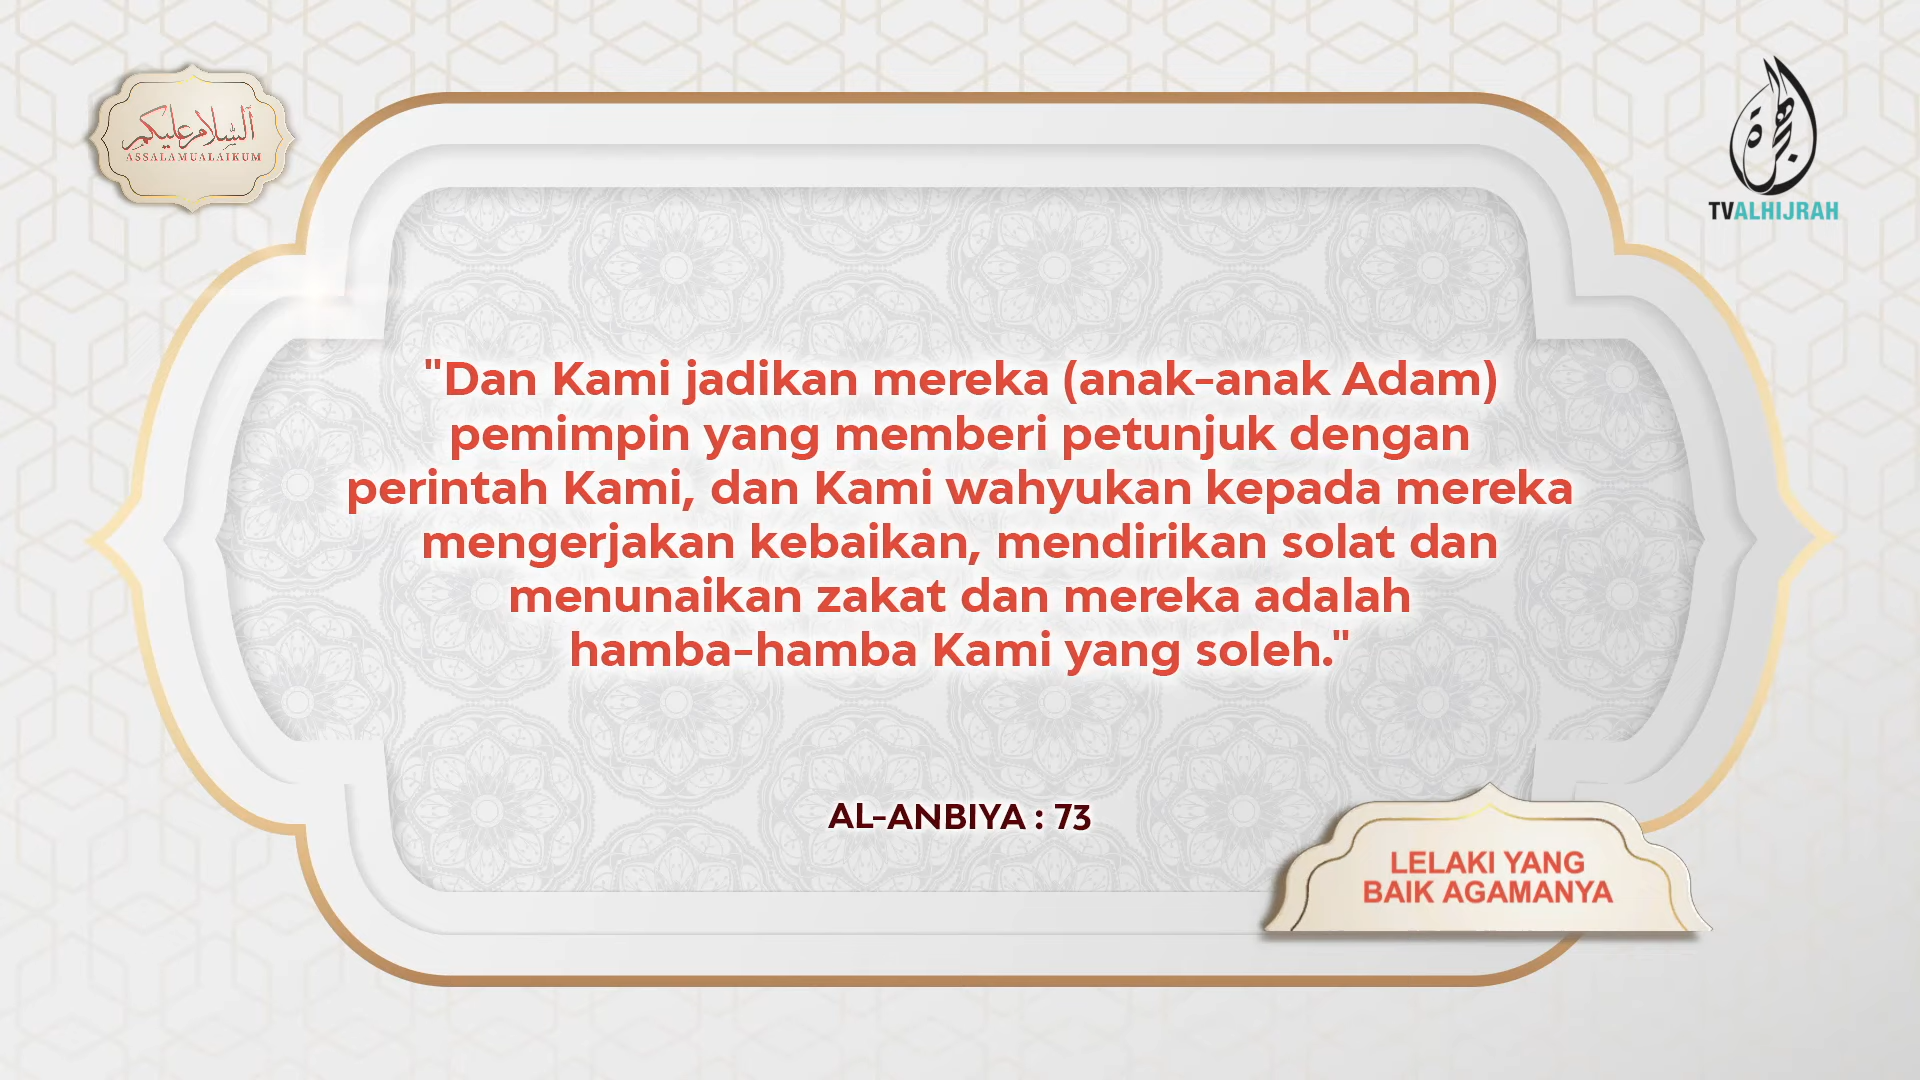 السلام عليكم
ASSALAMUALAIKUM
هجرة
TVALHIJRAH
"Dan Kami jadikan mereka (anak-anak Adam)
pemimpin yang memberi petunjuk dengan
perintah Kami, dan Kami wahyukan kepada mereka
mengerjakan kebaikan, mendirikan solat dan
menunaikan zakat dan mereka adalah
hamba-hamba Kami yang soleh."
AL-ANBIYA : 73
LELAKI YANG
BAIK AGAMANYA